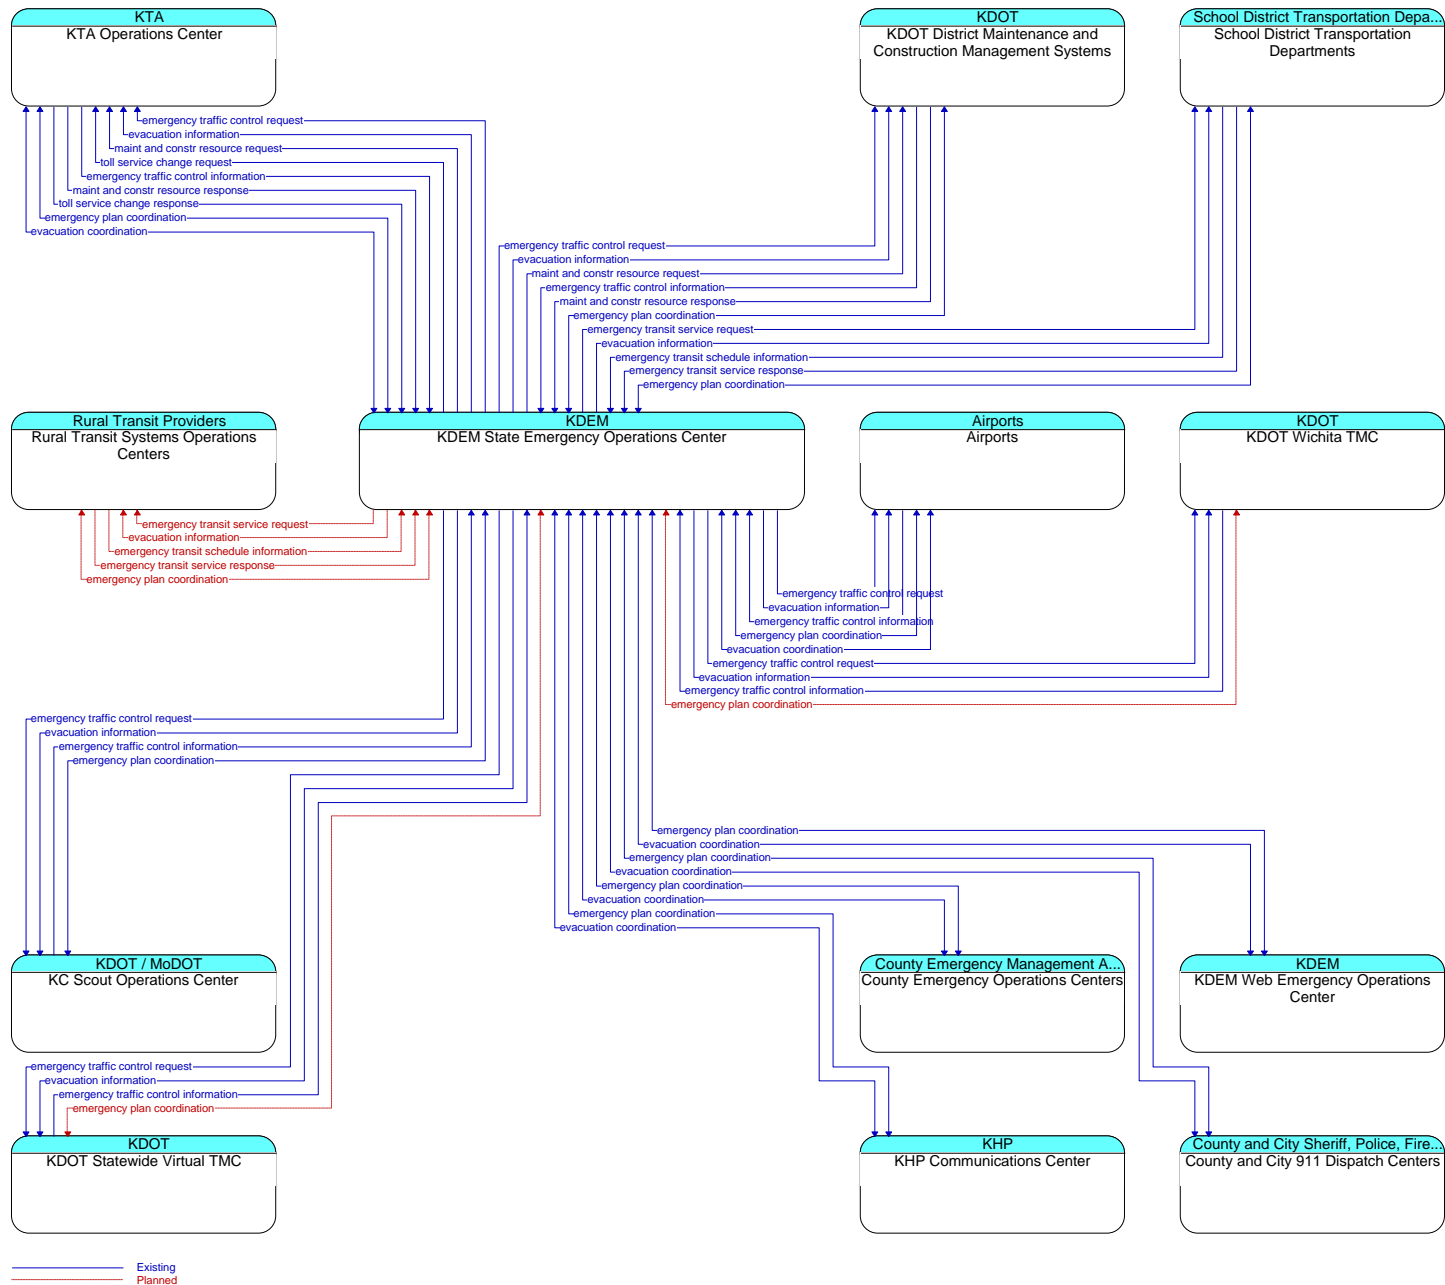 KTA
KTA Operations Center
KDOT
KDOT District Maintenance and
Construction Management Systems
School District Transportation Depa...
School District Transportation
Departments
emergency traffic control request
evacuation information
maint and constr resource request
toll service change request
emergency traffic control information
maint and constr resource response
toll service change response
emergency plan coordination
evacuation coordination
emergency traffic control request
evacuation information
maint and constr resource request
emergency traffic control information
maint and constr resource response
emergency plan coordination
emergency transit service request
evacuation information
emergency transit schedule information
emergency transit service response
emergency plan coordination
Rural Transit Providers
Rural Transit Systems Operations
Centers
KDEM
KDEM State Emergency Operations Center
Airports
Airports
KDOT
KDOT Wichita TMC
emergency transit service request
evacuation information
emergency transit schedule information
emergency transit service response
emergency plan coordination
emergency traffic control request
evacuation information
emergency traffic control information
emergency plan coordination
evacuation coordination
emergency traffic control request
evacuation information
emergency traffic control information
emergency plan coordination
emergency traffic control request
evacuation information
emergency traffic control information
emergency plan coordination
emergency plan coordination
evacuation coordination
emergency plan coordination
evacuation coordination
emergency plan coordination
evacuation coordination
emergency plan coordination
evacuation coordination
KDOT / MoDOT
KC Scout Operations Center
County Emergency Management A...
County Emergency Operations Centers
KDEM
KDEM Web Emergency Operations
Center
emergency traffic control request
evacuation information
emergency traffic control information
emergency plan coordination
KDOT
KDOT Statewide Virtual TMC
KHP
KHP Communications Center
County and City Sheriff, Police, Fire...
County and City 911 Dispatch Centers
Existing
Planned